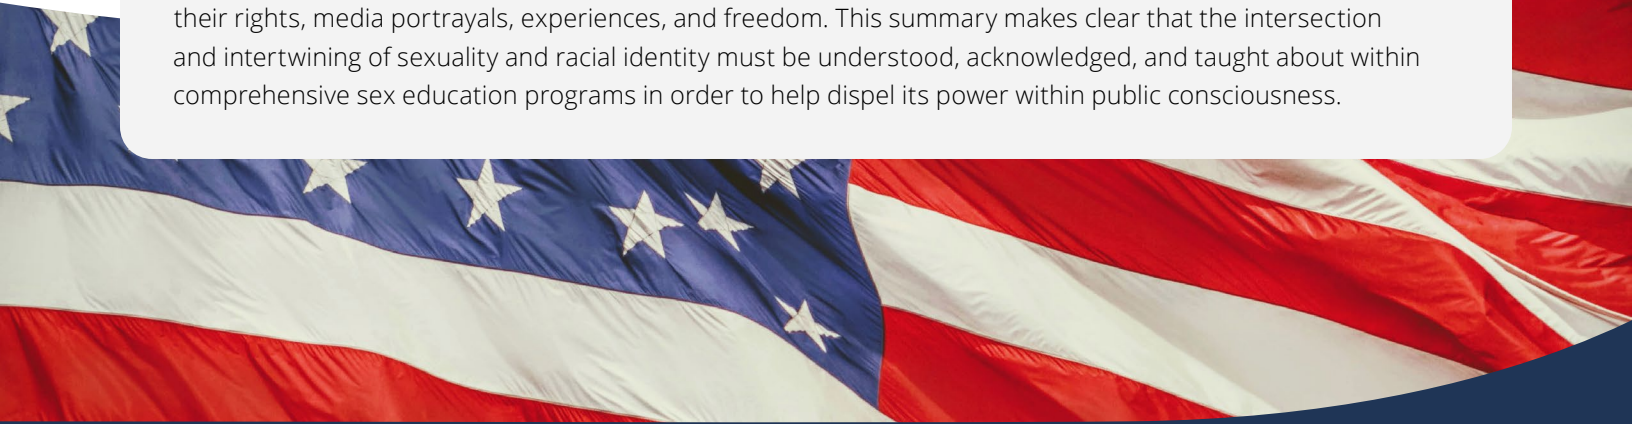 their rights, media portrayals, experiences, and freedom. This summary makes clear that the intersection
and intertwining of sexuality and racial identity must be understood, acknowledged, and taught about within
comprehensive sex education programs in order to help dispel its power within public consciousness.